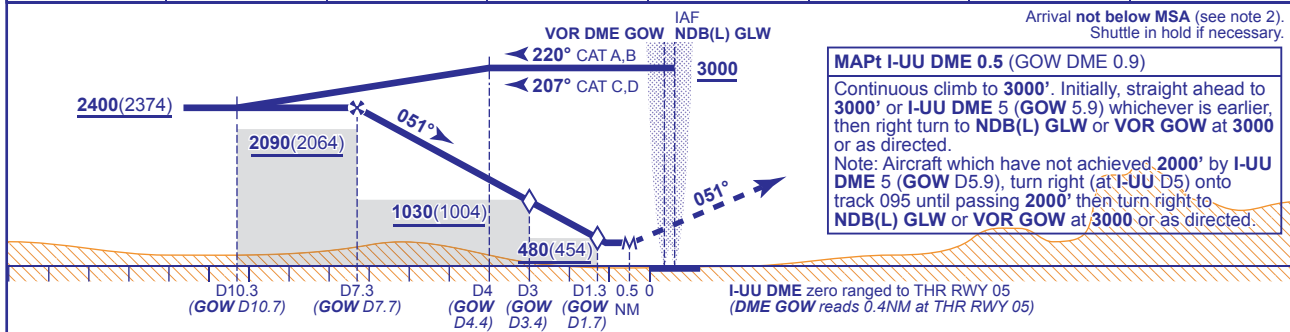 IAF
VOR DME GOW NDB(L) GLW
220° CAT A,B
207° CAT C,D
3000
2400(2374)
051°
2090(2064)
1030(1004)
480(454)
051°
D10.3
(GOW D10.7)
D7.3
(GOW D7.7)
D4
(GOW
D4.4)
D3
(GOW
D3.4)
D1.3
(GOW
D1.7)
0.5
NM
0
I-UU DME zero ranged to THR RWY 05
(DME GOW reads 0.4NM at THR RWY 05)
Arrival not below MSA (see note 2).
Shuttle in hold if necessary.
MAPt I-UU DME 0.5 (GOW DME 0.9)
Continuous climb to 3000'. Initially, straight ahead to
3000' or I-UU DME 5 (GOW 5.9) whichever is earlier,
then right turn to NDB(L) GLW or VOR GOW at 3000
or as directed.
Note: Aircraft which have not achieved 2000' by I-UU
DME 5 (GOW D5.9), turn right (at I-UU D5) onto
track 095 until passing 2000' then turn right to
NDB(L) GLW or VOR GOW at 3000 or as directed.